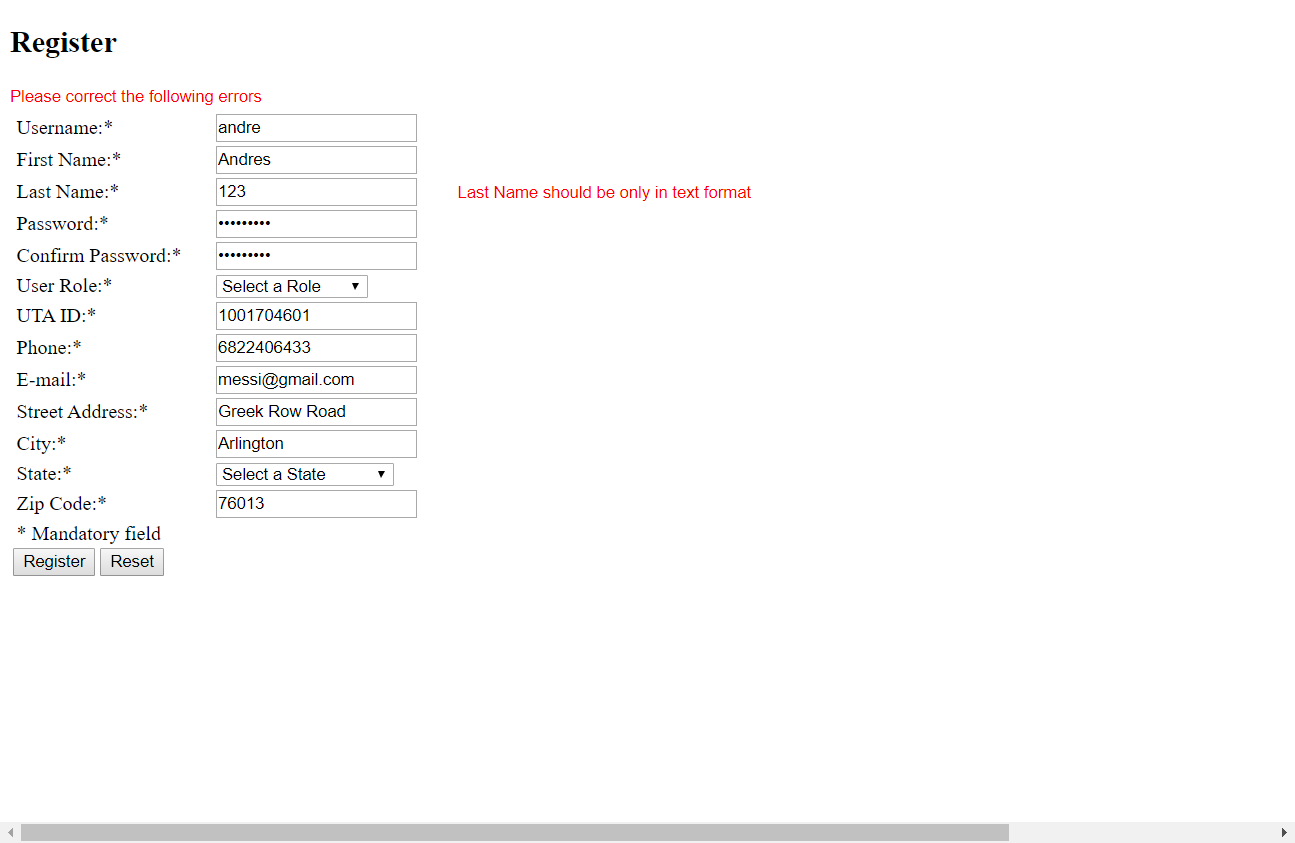 Register
Please correct the following errors
Username:* andre
First Name:* Andres
Last Name:* 123 Last Name should be only in text format
Password:* •••••••••
Confirm Password:* •••••••••
User Role:* Select a Role
UTA ID:* 1001704601
Phone:* 6822406433
E-mail:* messi@gmail.com
Street Address:* Greek Row Road
City:* Arlington
State:* Select a State
Zip Code:* 76013
* Mandatory field
Register Reset